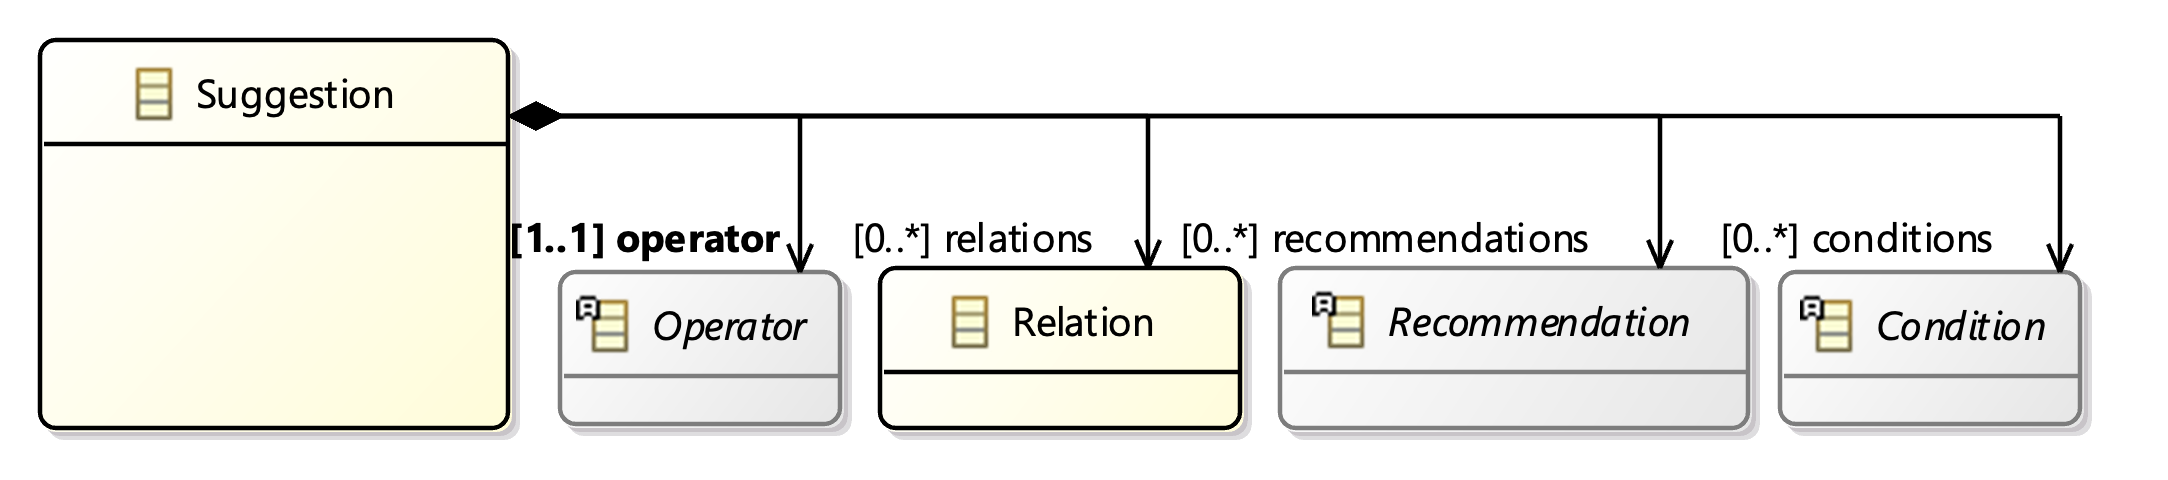 Suggestion
[1..1] operator
[0..*] relations
[0..*] recommendations
[0..*] conditions
Operator
Relation
Recommendation
Condition